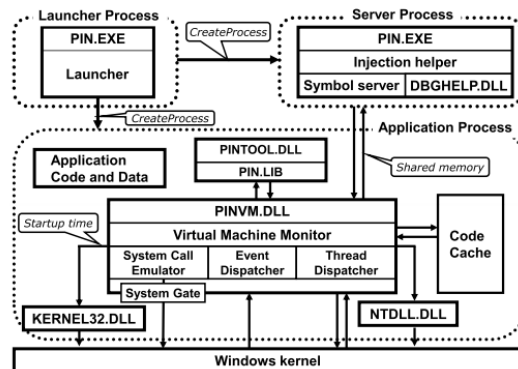 Launcher Process
Server Process
PIN.EXE
Launcher
CreateProcess
PIN.EXE
Injection helper
Symbol server
DBGHELP.DLL
CreateProcess
Application Process
Application
Code and Data
PINTOOL.DLL
PIN.LIB
Shared memory
Startup time
PINVM.DLL
Virtual Machine Monitor
System Call
Emulator
Event
Dispatcher
Thread
Dispatcher
System Gate
Code
Cache
KERNEL32.DLL
NTDLL.DLL
Windows kernel